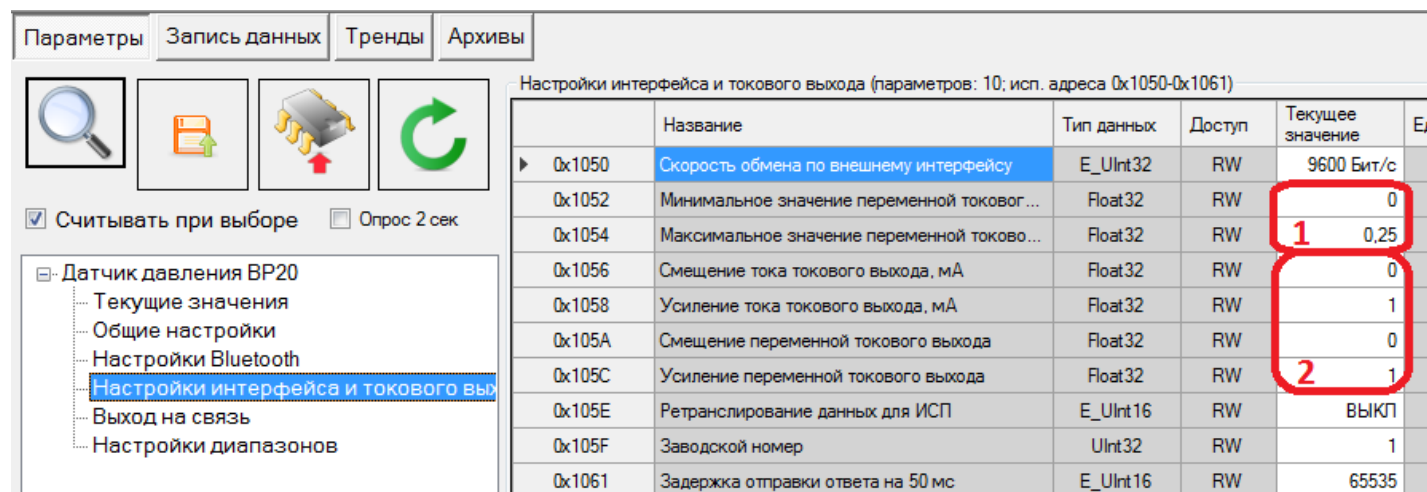 Параметры Запись данных Тренды Архивы
Считывать при выборе Опрос 2 сек
Датчик давления ВР20
Текущие значения
Общие настройки
Настройки Bluetooth
Настройки интерфейса и токового вых
Выход на связь
Настройки диапазонов
Настройки интерфейса и токового выхода (параметров: 10; исп. адреса 0x1050-0x1061)
Название Тип данных Доступ Текущее значение Ед
0x1050 Скорость обмена по внешнему интерфейсу E_UInt32 RW 9600 Бит/с
0x1052 Минимальное значение переменной токовог... Float32 RW 0
0x1054 Максимальное значение переменной токово... Float32 RW 1 0,25
0x1056 Смещение тока токового выхода, мА Float32 RW 0
0x1058 Усиление тока токового выхода, мА Float32 RW 1
0x105A Смещение переменной токового выхода Float32 RW 0
0x105C Усиление переменной токового выхода Float32 RW 2 1
0x105E Ретранслирование данных для ИСП E_UInt16 RW ВЫКЛ
0x105F Заводской номер UInt32 RW 1
0x1061 Задержка отправки ответа на 50 мс E_UInt16 RW 65535